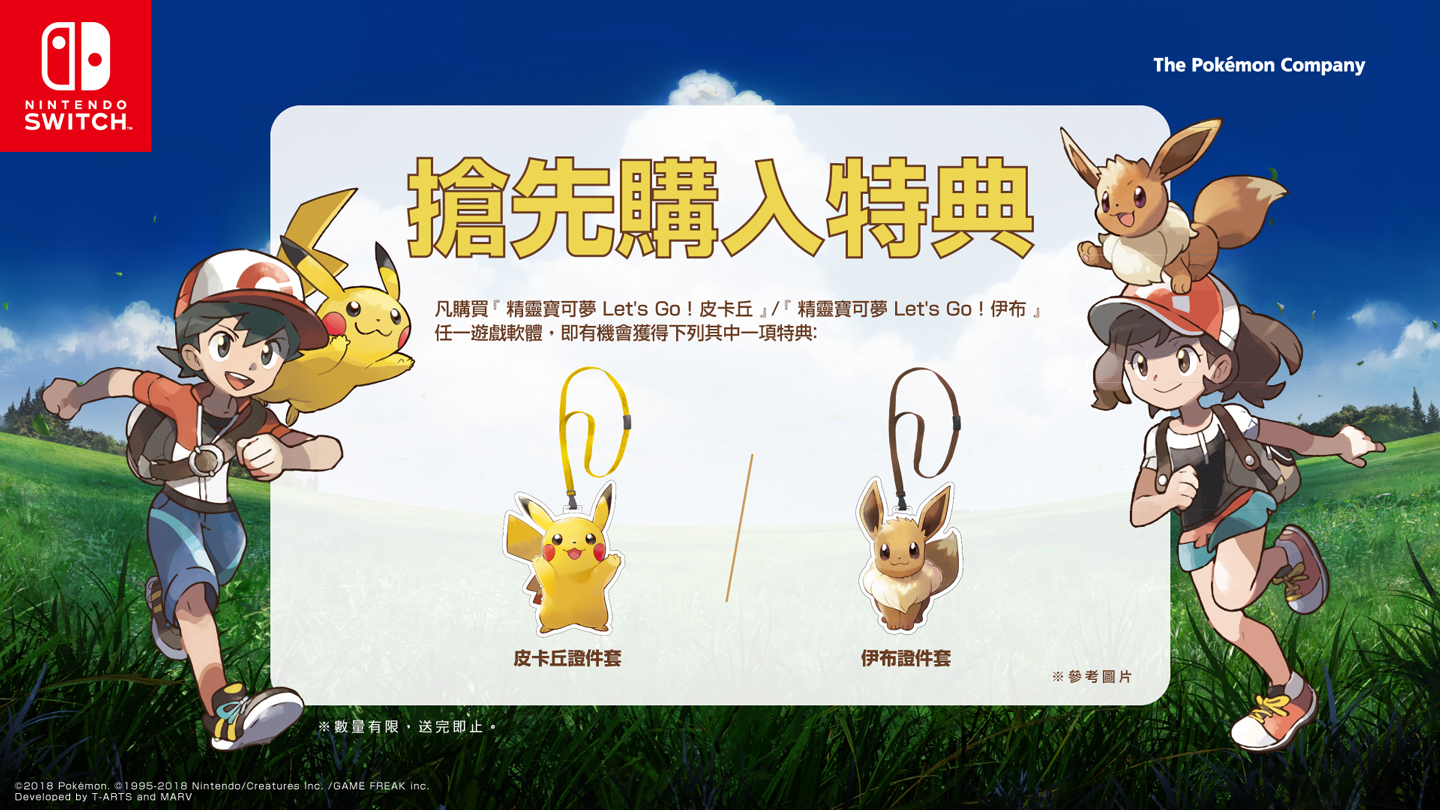 NINTENDO
SWITCH™
The Pokémon Company
搶先購入特典
凡購買『 精靈寶可夢 Let's Go！皮卡丘 』/『 精靈寶可夢 Let's Go！伊布 』
任一遊戲軟體，即有機會獲得下列其中一項特典:
皮卡丘證件套
伊布證件套
※參考圖片
※數量有限，送完即止。
©2018 Pokémon. ©1995-2018 Nintendo/Creatures Inc. /GAME FREAK inc.
Developed by T-ARTS and MARV